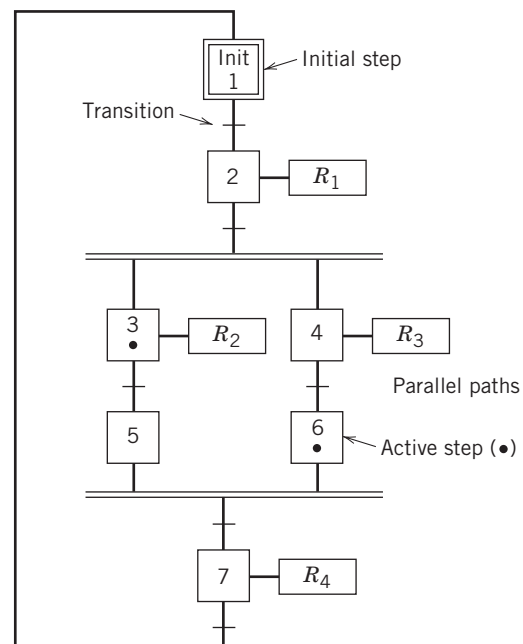 Init
1
Initial step
Transition
2
R1
3
•
R2
4
R3
Parallel paths
5
6
•
Active step (•)
7
R4